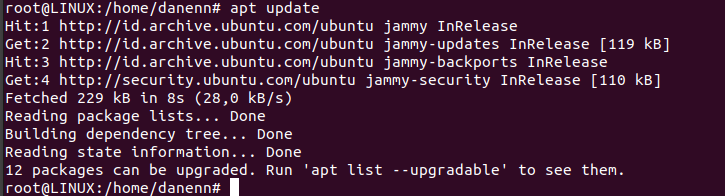 root@LINUX:/home/danenn# apt update
Hit:1 http://id.archive.ubuntu.com/ubuntu jammy InRelease
Get:2 http://id.archive.ubuntu.com/ubuntu jammy-updates InRelease [119 kB]
Hit:3 http://id.archive.ubuntu.com/ubuntu jammy-backports InRelease
Get:4 http://security.ubuntu.com/ubuntu jammy-security InRelease [110 kB]
Fetched 229 kB in 8s (28,0 kB/s)
Reading package lists... Done
Building dependency tree... Done
Reading state information... Done
12 packages can be upgraded. Run 'apt list --upgradable' to see them.
root@LINUX:/home/danenn#